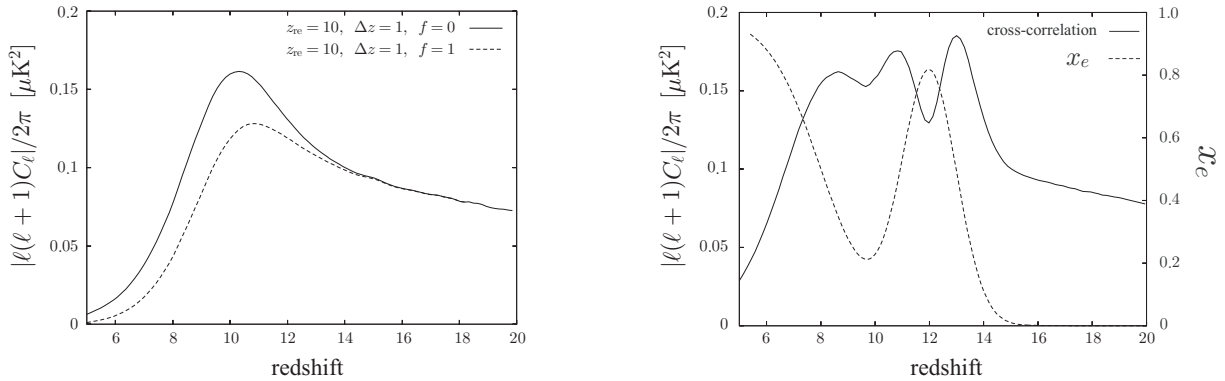 0.2
0.15
0.1
0.05
0
|ℓ(ℓ + 1)Cℓ|/2π [μK²]
z_re = 10, Δz = 1, f = 0
z_re = 10, Δz = 1, f = 1
6 8 10 12 14 16 18 20
redshift
0.2
0.15
0.1
0.05
0
|ℓ(ℓ + 1)Cℓ|/2π [μK²]
cross-correlation
x_e
1.0
0.8
0.6
0.4
0.2
0
x_e
6 8 10 12 14 16 18 20
redshift